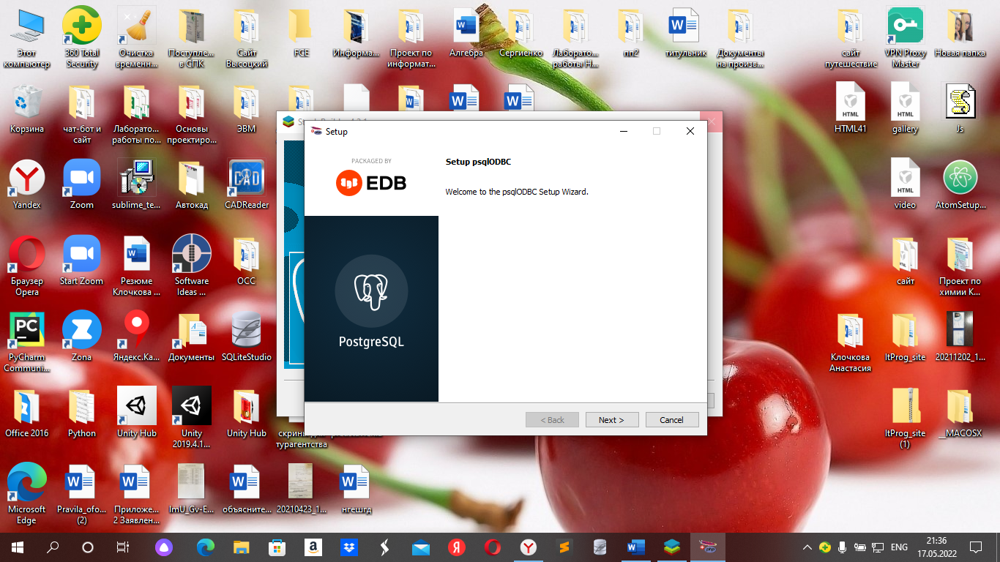 Этот
компьютер
360 Total
Security
Очистка
временн...
Поступле...
в СПК
Сайт
Высоцкий
FCE
Информа...
Проект по
информат...
Алгебра
Сергиенко
Лаборато...
работы Н...
пп2
титульник
Документы
на произв...
сайт
путешествие
VPN Proxy
Master
Новая папка
Корзина
чат-бот и
сайт
Лаборато...
работы по...
Основы
проектиро...
ЭВМ
HTML
HTML41
HTML
gallery
Js
Setup
PACKAGED BY
EDB
Setup psqlODBC
Welcome to the psqlODBC Setup Wizard.
PostgreSQL
< Back
Next >
Cancel
Yandex
Zoom
sublime_te...
Автокад
CAD
CADReader
HTML
video
AtomSetup...
Браузер
Opera
Start Zoom
Резюме
Клочкова ...
Software
Ideas ...
ОСС
сайт
Проект по
химии К...
PC
PyCharm
Communi...
Zona
Яндекс.Ка...
Документы
SQLiteStudio
Клочкова
Анастасия
ItProg_site
20211202_1...
Office 2016
Python
Unity Hub
Unity
2019.4.1...
Unity Hub
турагентства
ItProg_site
(1)
__MACOSX
Microsoft
Edge
Pravila_ofo...
(2)
Приложе...
2 Заявлен...
ImU_Gv-E...
объясните...
20210423_1...
нгешгд
ENG
21:36
17.05.2022